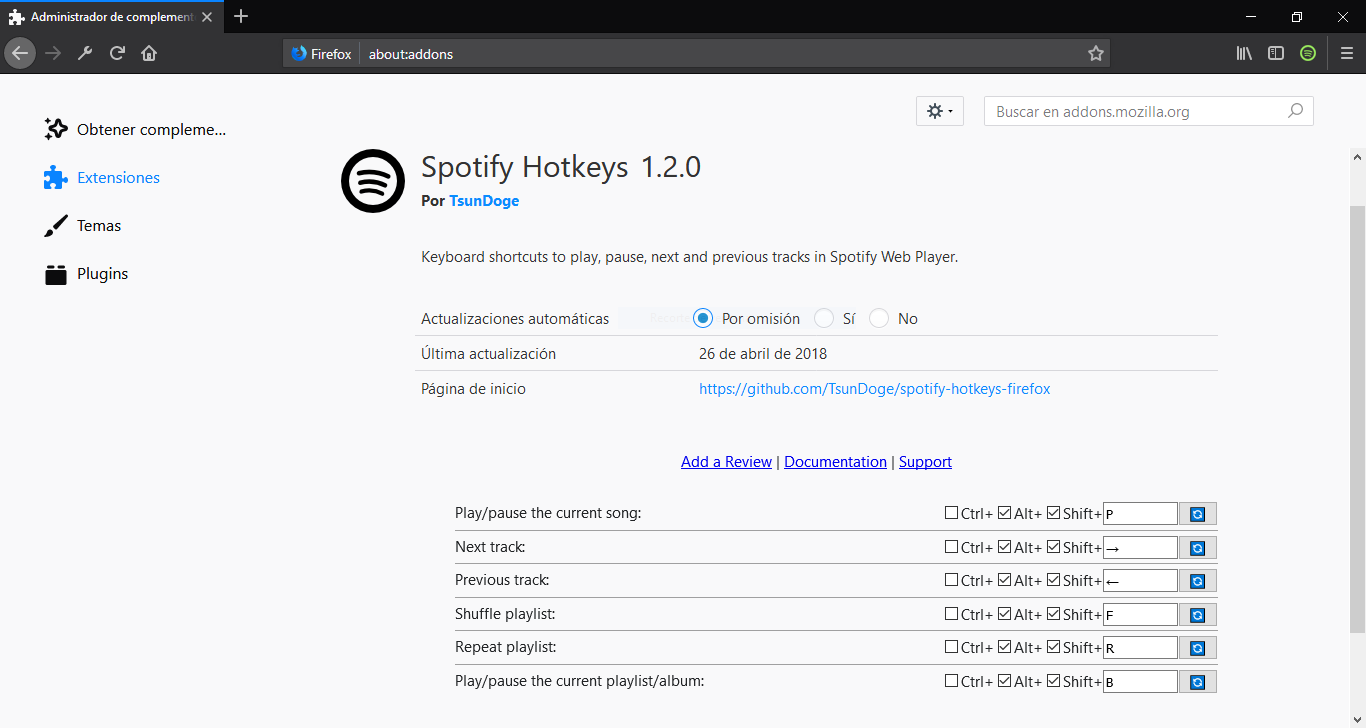 Administrador de complement
Firefox about:addons
Buscar en addons.mozilla.org
Obtener compleme...
Extensiones
Temas
Plugins
Spotify Hotkeys 1.2.0
Por TsunDoge
Keyboard shortcuts to play, pause, next and previous tracks in Spotify Web Player.
Actualizaciones automáticas Por omisión Sí No
Última actualización 26 de abril de 2018
Página de inicio https://github.com/TsunDoge/spotify-hotkeys-firefox
Add a Review | Documentation | Support
Play/pause the current song: Ctrl+ Alt+ Shift+ P
Next track: Ctrl+ Alt+ Shift+ →
Previous track: Ctrl+ Alt+ Shift+ ←
Shuffle playlist: Ctrl+ Alt+ Shift+ F
Repeat playlist: Ctrl+ Alt+ Shift+ R
Play/pause the current playlist/album: Ctrl+ Alt+ Shift+ B